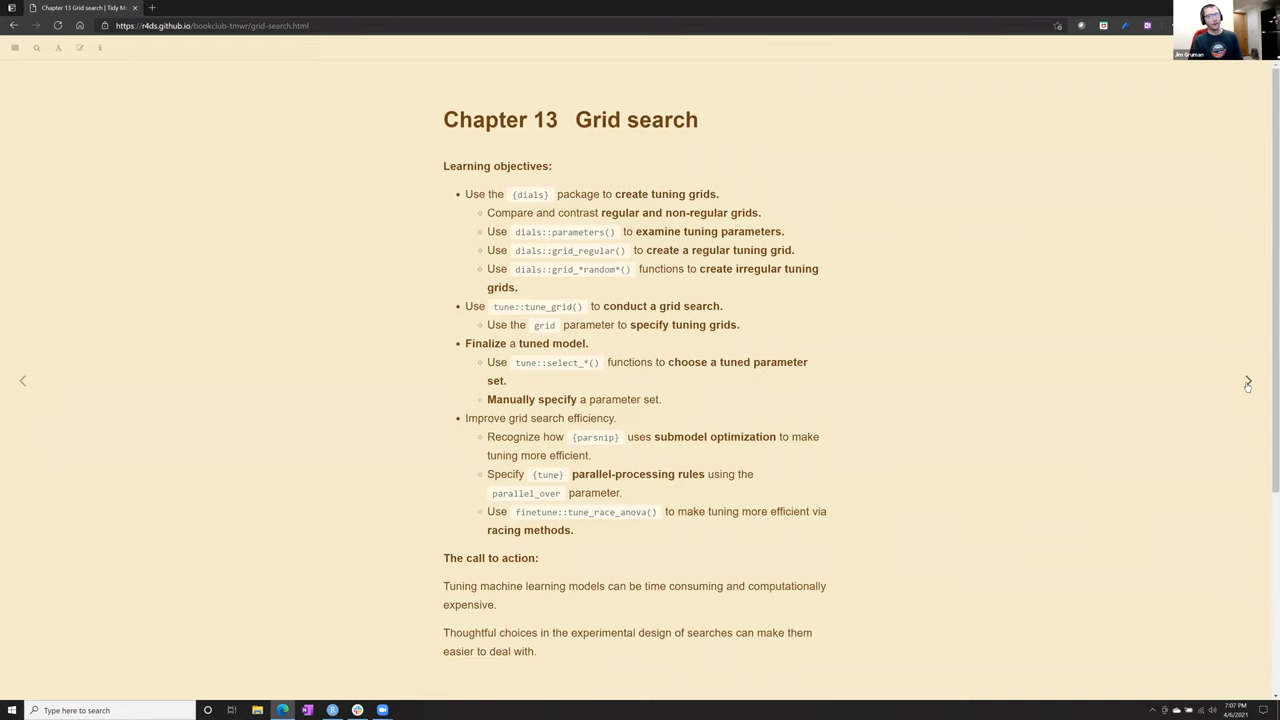 Chapter 13 Grid search | Tidy M
https://r4ds.github.io/bookclub-tmwr/grid-search.html
Jim Gruman
Chapter 13 Grid search
Learning objectives:
• Use the {dials} package to create tuning grids.
Compare and contrast regular and non-regular grids.
Use dials::parameters() to examine tuning parameters.
Use dials::grid_regular() to create a regular tuning grid.
Use dials::grid_*random*() functions to create irregular tuning
grids.
• Use tune::tune_grid() to conduct a grid search.
Use the grid parameter to specify tuning grids.
• Finalize a tuned model.
Use tune::select_*() functions to choose a tuned parameter
set.
Manually specify a parameter set.
• Improve grid search efficiency.
Recognize how {parsnip} uses submodel optimization to make
tuning more efficient.
Specify {tune} parallel-processing rules using the
parallel_over parameter.
Use finetune::tune_race_anova() to make tuning more efficient via
racing methods.
The call to action:
Tuning machine learning models can be time consuming and computationally
expensive.
Thoughtful choices in the experimental design of searches can make them
easier to deal with.
Type here to search
7:07 PM
4/6/2021